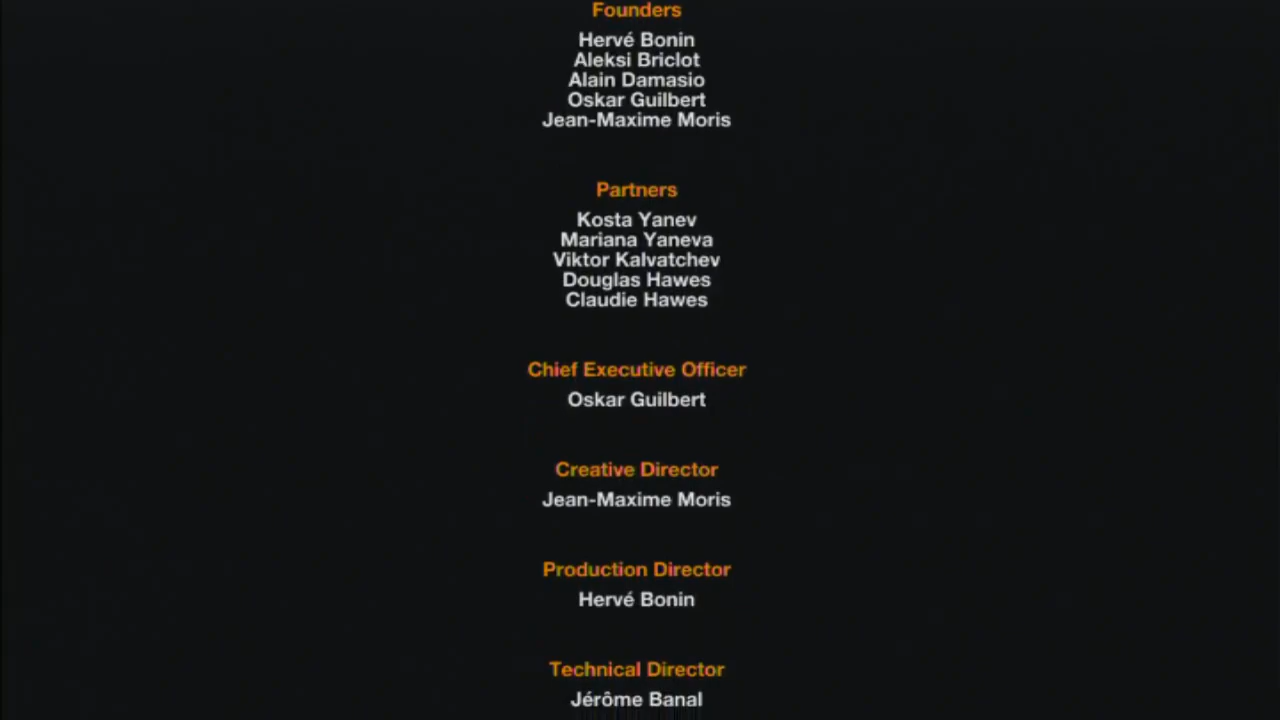 Founders
Hervé Bonin
Aleksi Briclot
Alain Damasio
Oskar Guilbert
Jean-Maxime Moris
Partners
Kosta Yanev
Mariana Yaneva
Viktor Kalvatchev
Douglas Hawes
Claudie Hawes
Chief Executive Officer
Oskar Guilbert
Creative Director
Jean-Maxime Moris
Production Director
Hervé Bonin
Technical Director
Jérôme Banal